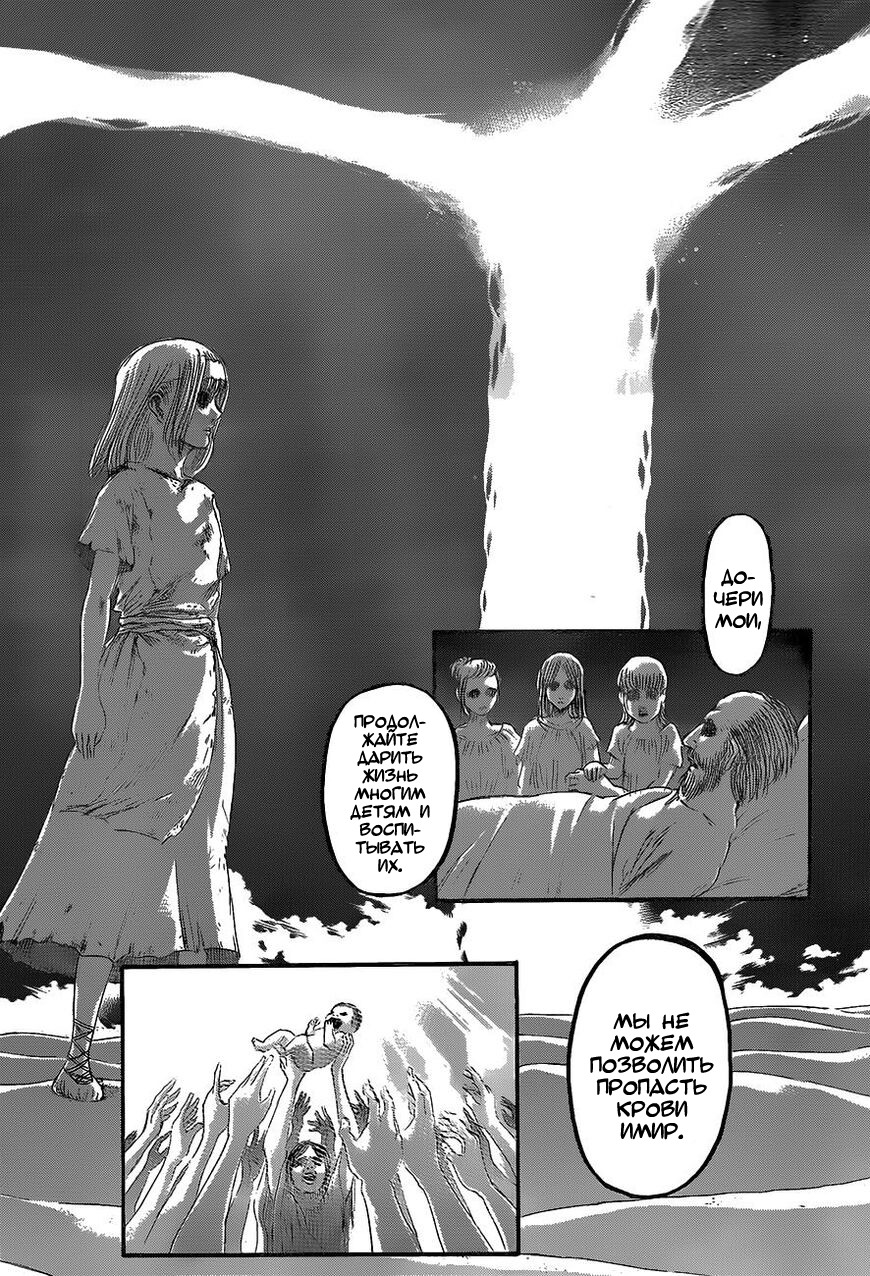 ДО-
ЧЕРИ
МОИ,
ПРОДОЛ-
ЖАЙТЕ
ДАРИТЬ
ЖИЗНЬ
МНОГИМ
ДЕТЯМ И
ВОСПИ-
ТЫВАТЬ
ИХ.
МЫ НЕ
МОЖЕМ
ПОЗВОЛИТЬ
ПРОПАСТЬ
КРОВИ
ИМИР.